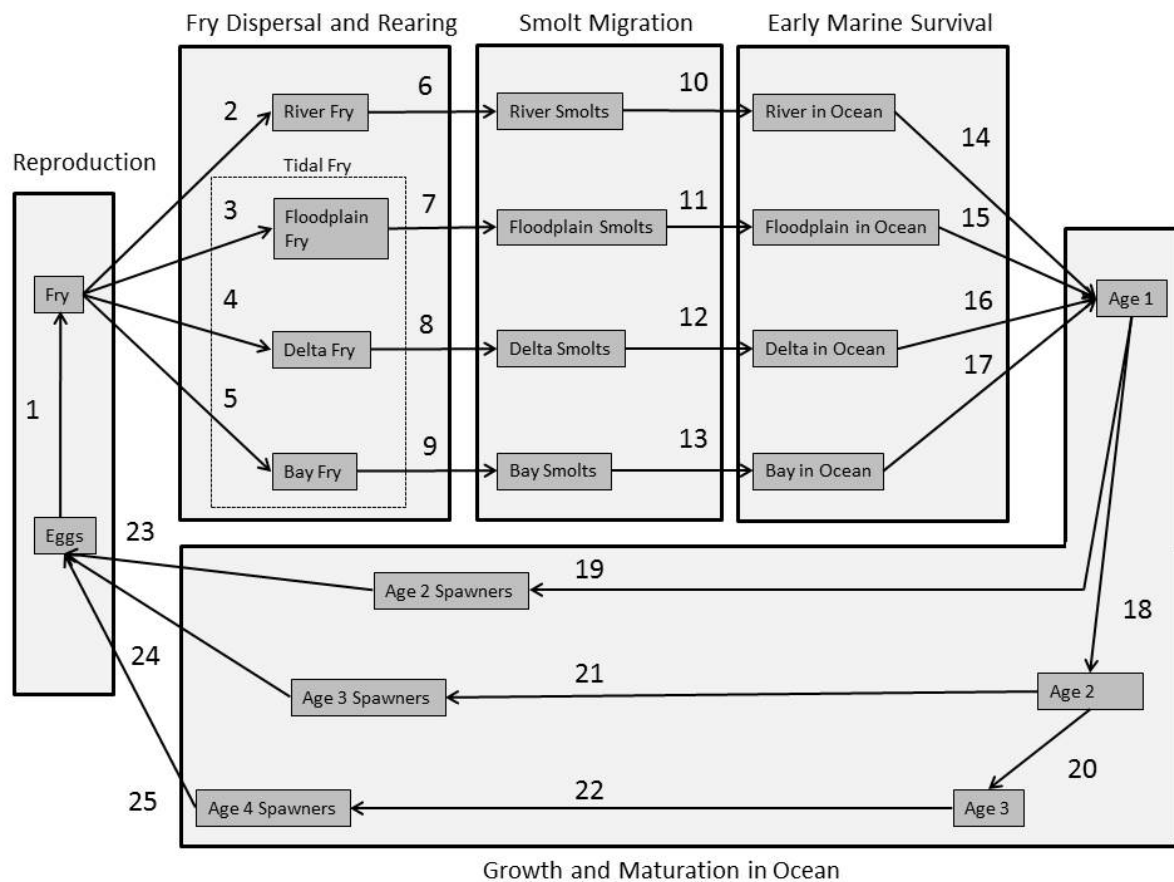 Fry Dispersal and Rearing
Smolt Migration
Early Marine Survival
Reproduction
2
River Fry
6
River Smolts
10
River in Ocean
14
Tidal Fry
3
Floodplain
Fry
7
Floodplain Smolts
11
Floodplain in Ocean
15
Fry
4
Delta Fry
8
Delta Smolts
12
Delta in Ocean
16
Age 1
5
Bay Fry
9
Bay Smolts
13
Bay in Ocean
17
1
Eggs
23
Age 2 Spawners
19
18
24
Age 3 Spawners
21
Age 2
20
25
Age 4 Spawners
22
Age 3
Growth and Maturation in Ocean